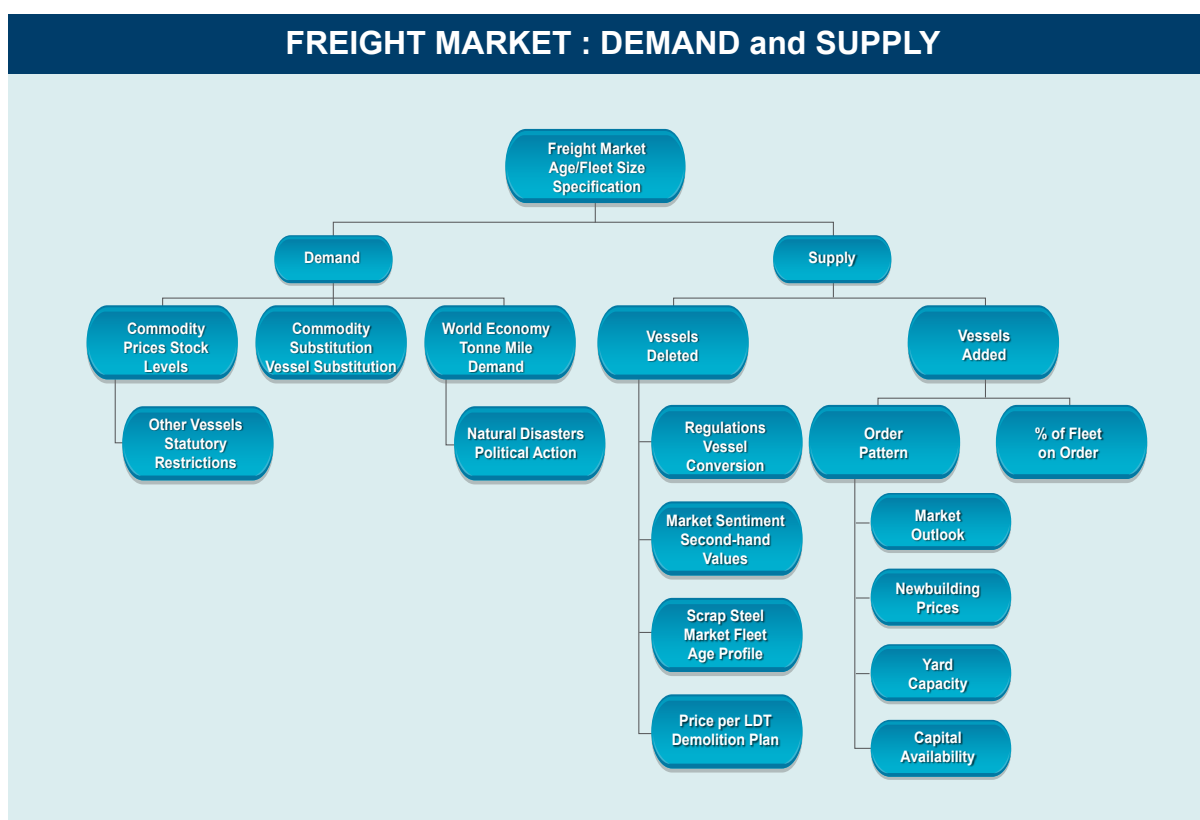 FREIGHT MARKET : DEMAND and SUPPLY
Freight Market
Age/Fleet Size
Specification
Demand
Supply
Commodity
Prices Stock
Levels
Commodity
Substitution
Vessel Substitution
World Economy
Tonne Mile
Demand
Vessels
Deleted
Vessels
Added
Other Vessels
Statutory
Restrictions
Natural Disasters
Political Action
Regulations
Vessel
Conversion
Order
Pattern
% of Fleet
on Order
Market Sentiment
Second-hand
Values
Market
Outlook
Scrap Steel
Market Fleet
Age Profile
Newbuilding
Prices
Yard
Capacity
Price per LDT
Demolition Plan
Capital
Availability